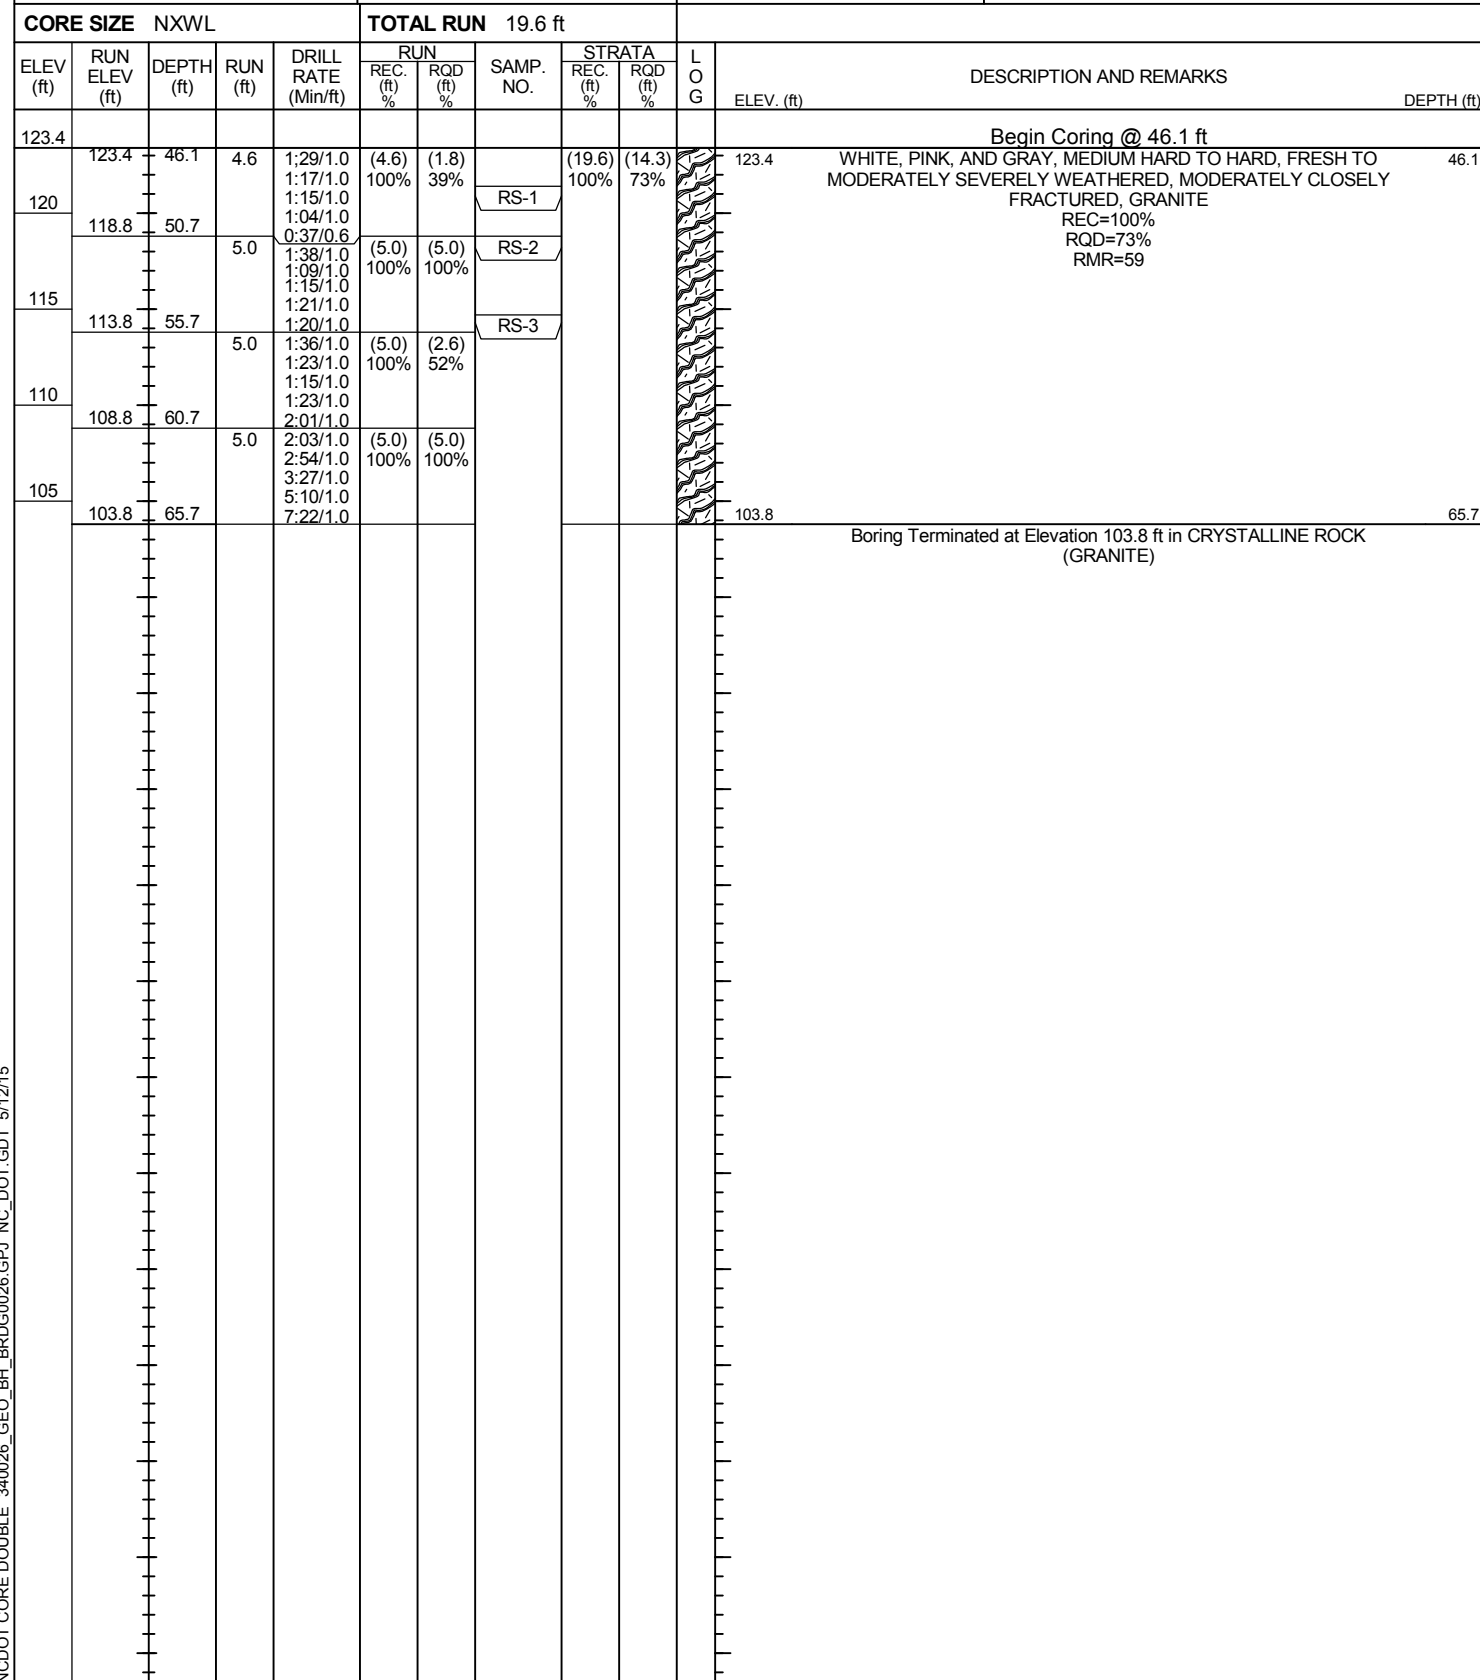 CORE SIZE NXWL TOTAL RUN 19.6 ft
ELEV (ft) RUN ELEV (ft) DEPTH (ft) RUN (ft) DRILL RATE (Min/ft) RUN REC. (ft) % RQD (ft) % SAMP. NO. STRATA REC. (ft) % RQD (ft) % L O G DESCRIPTION AND REMARKS
ELEV. (ft) DEPTH (ft)
123.4 Begin Coring @ 46.1 ft
123.4 46.1 4.6 1;29/1.0 (4.6) (1.8) (19.6) (14.3) 123.4 WHITE, PINK, AND GRAY, MEDIUM HARD TO HARD, FRESH TO 46.1
1:17/1.0 100% 39% 100% 73% MODERATELY SEVERELY WEATHERED, MODERATELY CLOSELY
120 1:15/1.0 RS-1 FRACTURED, GRANITE
1:04/1.0 REC=100%
118.8 50.7 0:37/0.6 RQD=73%
5.0 1:38/1.0 (5.0) (5.0) RS-2 RMR=59
1:09/1.0 100% 100%
1:15/1.0
115 1:21/1.0
113.8 55.7 1:20/1.0 RS-3
5.0 1:36/1.0 (5.0) (2.6)
1:23/1.0 100% 52%
1:15/1.0
110 1:23/1.0
108.8 60.7 2:01/1.0
5.0 2:03/1.0 (5.0) (5.0)
2:54/1.0 100% 100%
3:27/1.0
105 5:10/1.0
103.8 65.7 7:22/1.0 103.8 65.7
Boring Terminated at Elevation 103.8 ft in CRYSTALLINE ROCK
(GRANITE)
NCDOT CORE DOUBLE 340026_GEO_BH_BRDG0026.GPJ NC_DOT.GDT 5/12/15